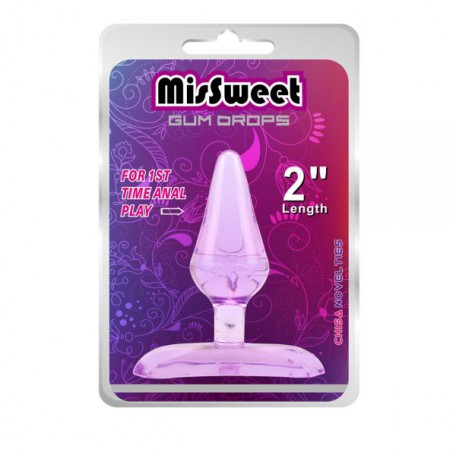 MisSweet
GUM DROPS
FOR 1ST
TIME ANAL
PLAY
2"
Length
CHISA NOVELTIES